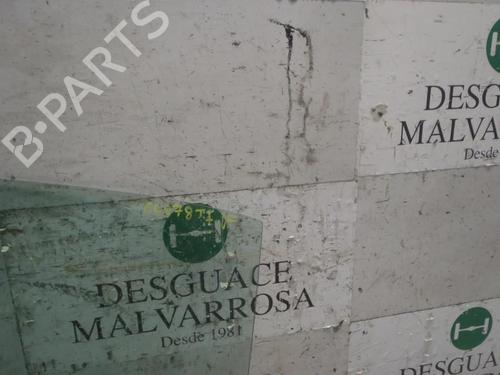 B-PARTS
DESGUACE
MALVARROSA
Desde 1981
DESG
MALVAR
Desde
DESGUA